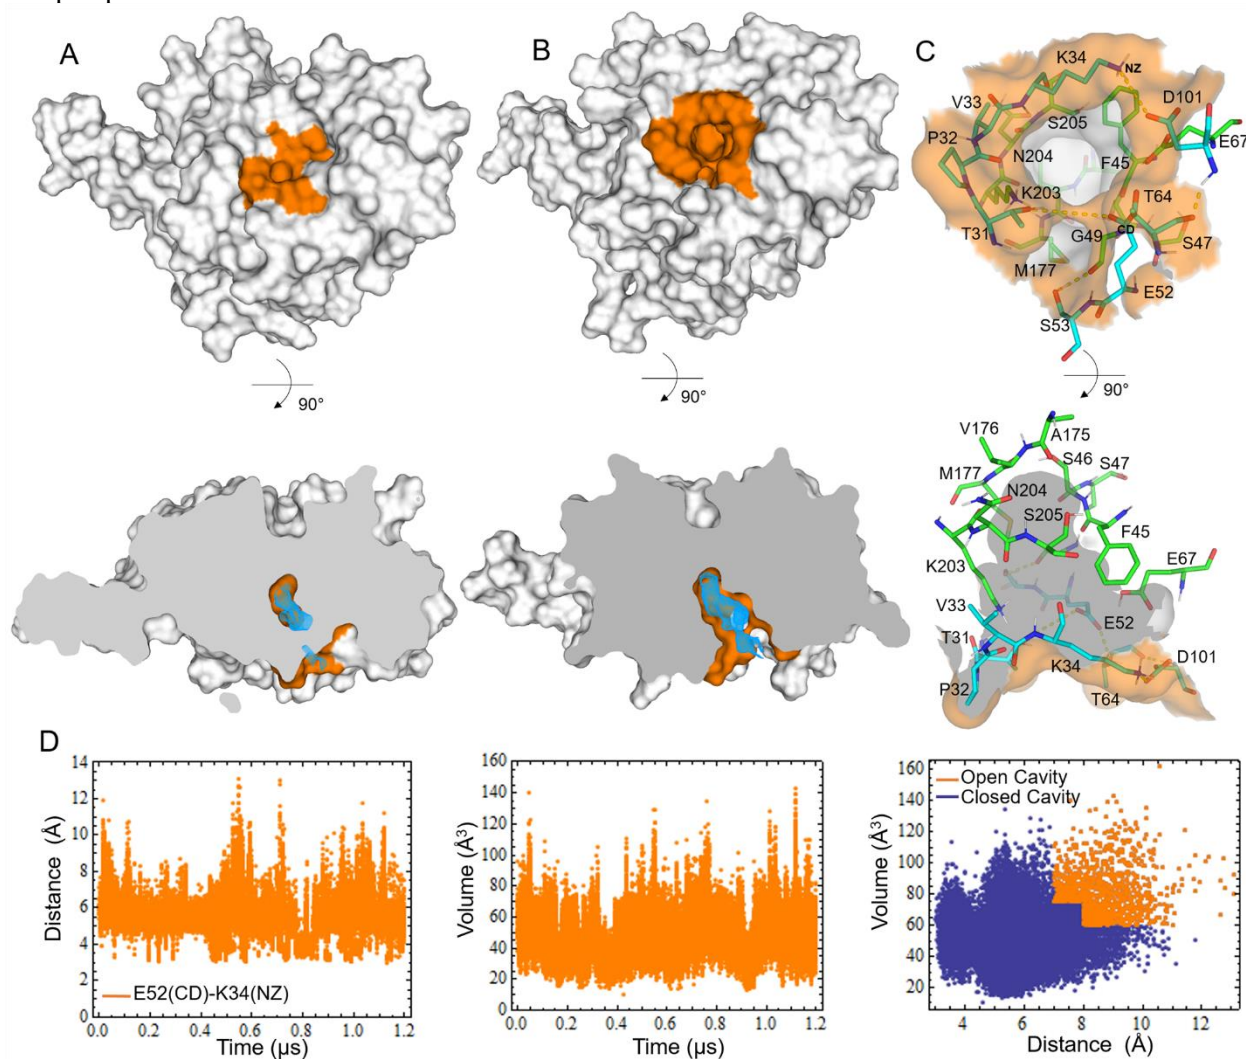 A
B
C
K34
NZ
V33
D101
S205
P32
E67
N204
F45
K203
T64
T31
G49
CD
S47
M177
E52
S53
90°
90°
90°
V176
A175
S46
S47
M177
N204
S205
F45
K203
E67
V33
E52
T31
K34
D101
P32
T64
D
14
12
10
8
6
4
2
0
Distance (Å)
E52(CD)-K34(NZ)
0.0 0.2 0.4 0.6 0.8 1.0 1.2
Time (µs)
160
140
120
100
80
60
40
20
0
Volume (Å³)
0.0 0.2 0.4 0.6 0.8 1.0 1.2
Time (µs)
160
140
120
100
80
60
40
20
Volume (Å³)
Open Cavity
Closed Cavity
4 6 8 10 12
Distance (Å)